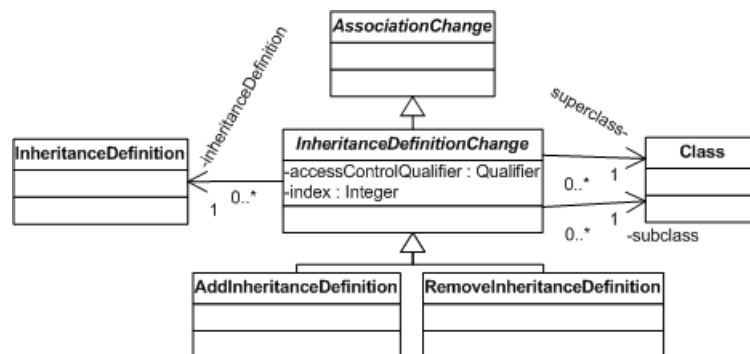 AssociationChange
-inheritanceDefinition
superclass-
InheritanceDefinition
InheritanceDefinitionChange
Class
-accessControlQualifier : Qualifier
-index : Integer
0..*
1
0..*
1
0..*
1
-subclass
AddInheritanceDefinition
RemoveInheritanceDefinition